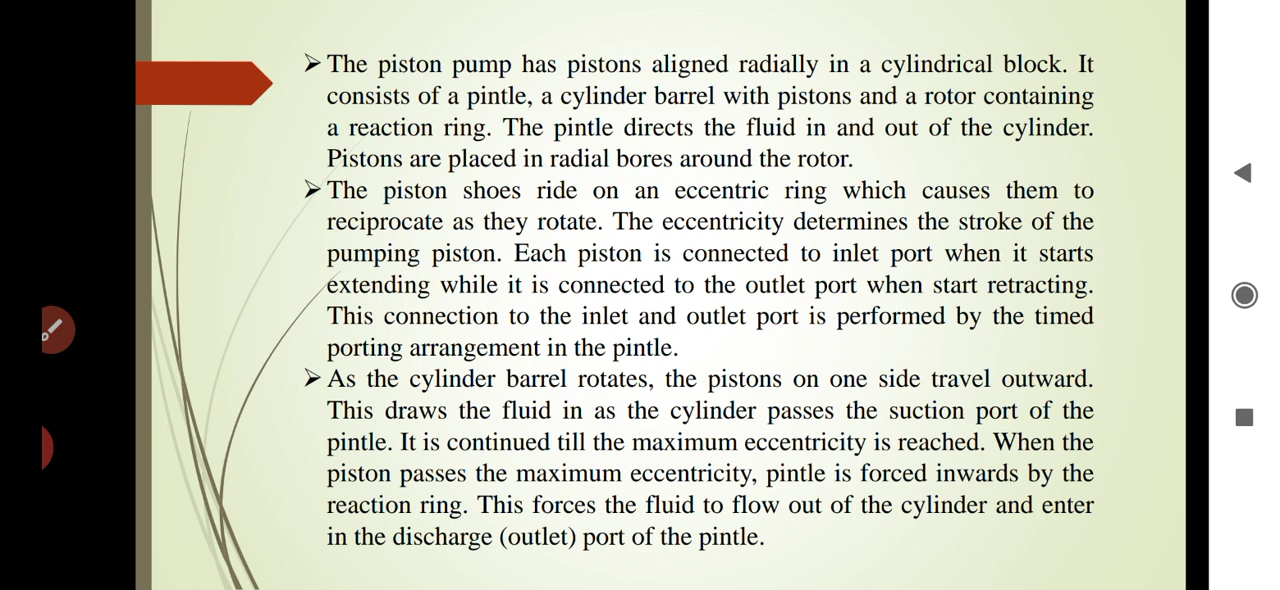 ➢ The piston pump has pistons aligned radially in a cylindrical block. It
consists of a pintle, a cylinder barrel with pistons and a rotor containing
a reaction ring. The pintle directs the fluid in and out of the cylinder.
Pistons are placed in radial bores around the rotor.
➢ The piston shoes ride on an eccentric ring which causes them to
reciprocate as they rotate. The eccentricity determines the stroke of the
pumping piston. Each piston is connected to inlet port when it starts
extending while it is connected to the outlet port when start retracting.
This connection to the inlet and outlet port is performed by the timed
porting arrangement in the pintle.
➢ As the cylinder barrel rotates, the pistons on one side travel outward.
This draws the fluid in as the cylinder passes the suction port of the
pintle. It is continued till the maximum eccentricity is reached. When the
piston passes the maximum eccentricity, pintle is forced inwards by the
reaction ring. This forces the fluid to flow out of the cylinder and enter
in the discharge (outlet) port of the pintle.